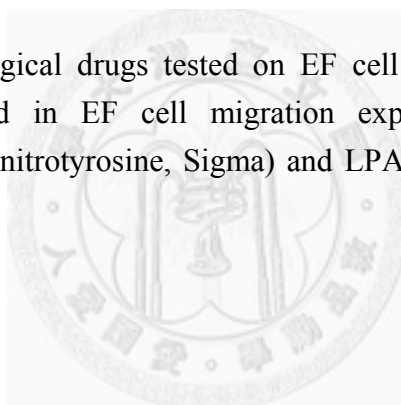 gical drugs tested on EF cell
d in EF cell migration exp
nitrotyrosine, Sigma) and LPA